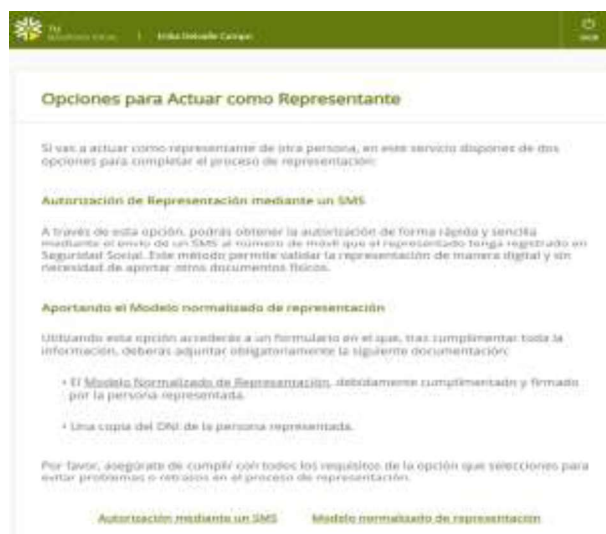 TU
SEGURIDAD SOCIAL | Erika Delvalle Campo
SALIR
Opciones para Actuar como Representante
Si vas a actuar como representante de otra persona, en este servicio dispones de dos
opciones para completar el proceso de representación:
Autorización de Representación mediante un SMS
A través de esta opción, podrás obtener la autorización de forma rápida y sencilla
mediante el envío de un SMS al número de móvil que el representado tenga registrado en
Seguridad Social. Este método permite validar la representación de manera digital y sin
necesidad de aportar otros documentos físicos.
Aportando el Modelo normalizado de representación
Utilizando esta opción accederás a un formulario en el que, tras cumplimentar toda la
información, deberás adjuntar obligatoriamente la siguiente documentación:
• El Modelo Normalizado de Representación, debidamente cumplimentado y firmado
por la persona representada.
• Una copia del DNI de la persona representada.
Por favor, asegúrate de cumplir con todos los requisitos de la opción que selecciones para
evitar problemas o retrasos en el proceso de representación.
Autorización mediante un SMS Modelo normalizado de representación